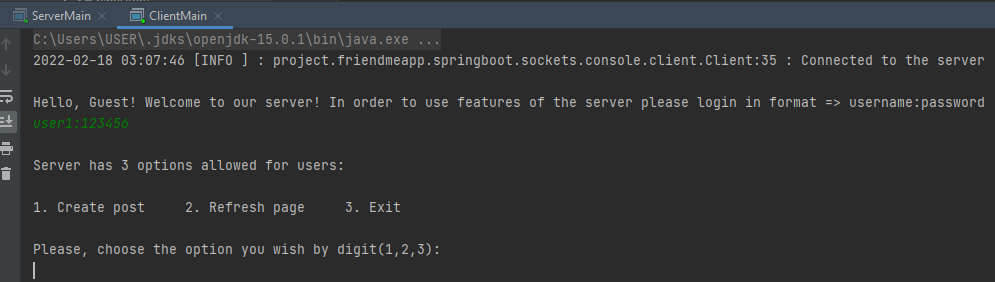 ServerMain ClientMain
C:\Users\USER\.jdks\openjdk-15.0.1\bin\java.exe ...
2022-02-18 03:07:46 [INFO ] : project.friendmeapp.springboot.sockets.console.client.Client:35 : Connected to the server
Hello, Guest! Welcome to our server! In order to use features of the server please login in format => username:password
user1:123456
Server has 3 options allowed for users:
1. Create post     2. Refresh page     3. Exit
Please, choose the option you wish by digit(1,2,3):